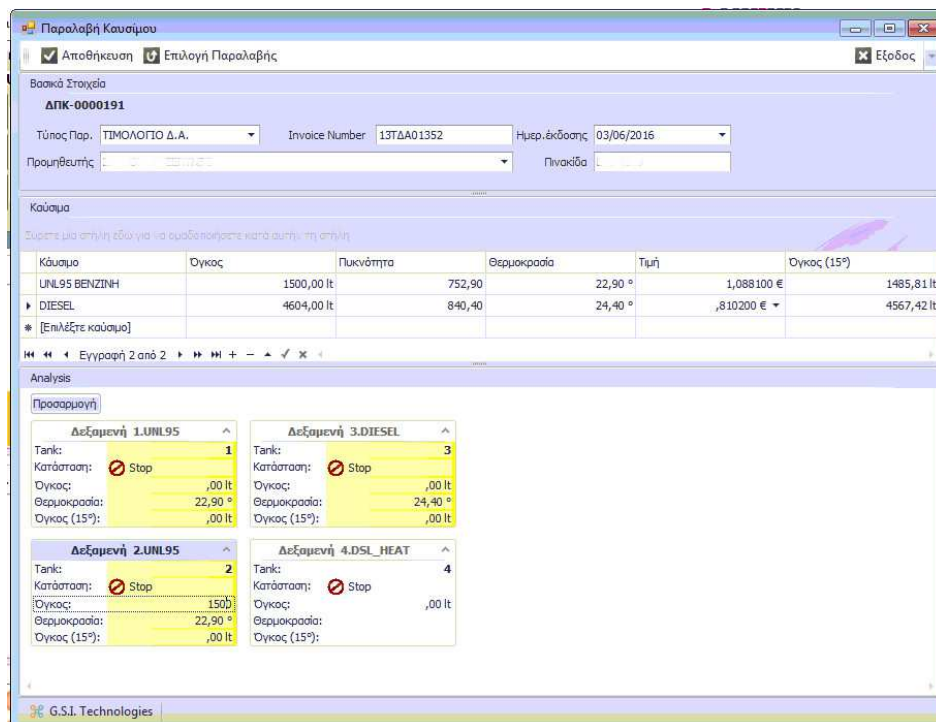 Παραλαβή Καυσίμου
Αποθήκευση Επιλογή Παραλαβής Εξοδος
Βασικά Στοιχεία
ΔΠΚ-0000191
Τύπος Παρ. ΤΙΜΟΛΟΓΙΟ Δ.Α. Invoice Number 13ΤΔΑ01352 Ημερ.έκδοσης 03/06/2016
Προμηθευτής Πινακίδα
Καύσιμα
Σύρετε μία στήλη εδώ για να ομαδοποιήσετε κατά αυτήν τη στήλη
Κάυσιμο Όγκος Πυκνότητα Θερμοκρασία Τιμή Όγκος (15°)
UNL95 BENZINH 1500,00 lt 752,90 22,90 ° 1,088100 € 1485,81 lt
DIESEL 4604,00 lt 840,40 24,40 ° ,810200 € 4567,42 lt
[Επιλέξτε καύσιμο]
Εγγραφή 2 από 2
Analysis
Προσαρμογή
Δεξαμενή 1.UNL95
Tank: 1
Κατάσταση: Stop
Όγκος: ,00 lt
Θερμοκρασία: 22,90 °
Όγκος (15°): ,00 lt
Δεξαμενή 3.DIESEL
Tank: 3
Κατάσταση: Stop
Όγκος: ,00 lt
Θερμοκρασία: 24,40 °
Όγκος (15°): ,00 lt
Δεξαμενή 2.UNL95
Tank: 2
Κατάσταση: Stop
Όγκος: 1500
Θερμοκρασία: 22,90 °
Όγκος (15°): ,00 lt
Δεξαμενή 4.DSL_HEAT
Tank: 4
Κατάσταση: Stop
Όγκος: ,00 lt
Θερμοκρασία:
Όγκος (15°):
G.S.I. Technologies